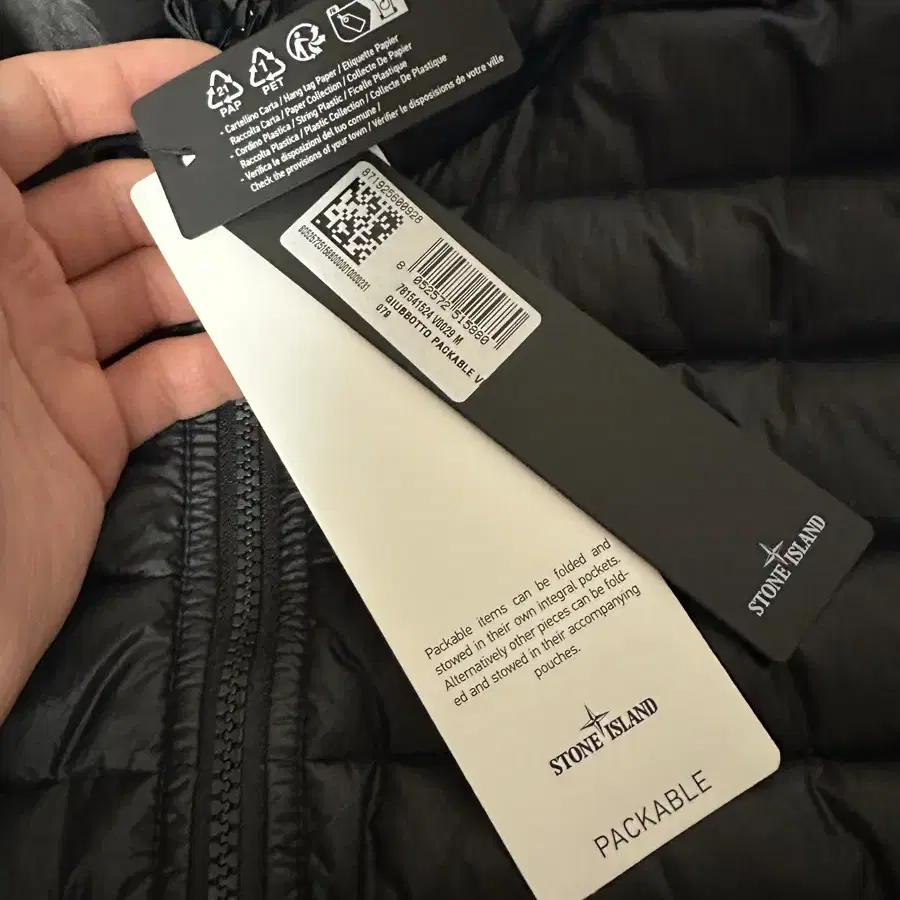 21
PAP
1
PET
- Cartellino Carta / Hang tag Paper / Etiquette Papier
Raccolta Carta / Paper Collection / Collecte De Papier
- Cordino Plastica / String Plastic / Ficelle Plastique
Raccolta Plastica / Plastic Collection / Collecte De Plastique
- Verifica le disposizioni del tuo comune /
Check the provisions of your town / Vérifier le disposizions de votre ville
871925600928
8 052572 515880
781541524 V0029 M
GIUBBOTTO PACKABLE V
079
STONE ISLAND
Packable items can be folded and
stowed in their own integral pockets.
Alternatively other pieces can be fold-
ed and stowed in their accompanying
pouches.
STONE ISLAND
PACKABLE